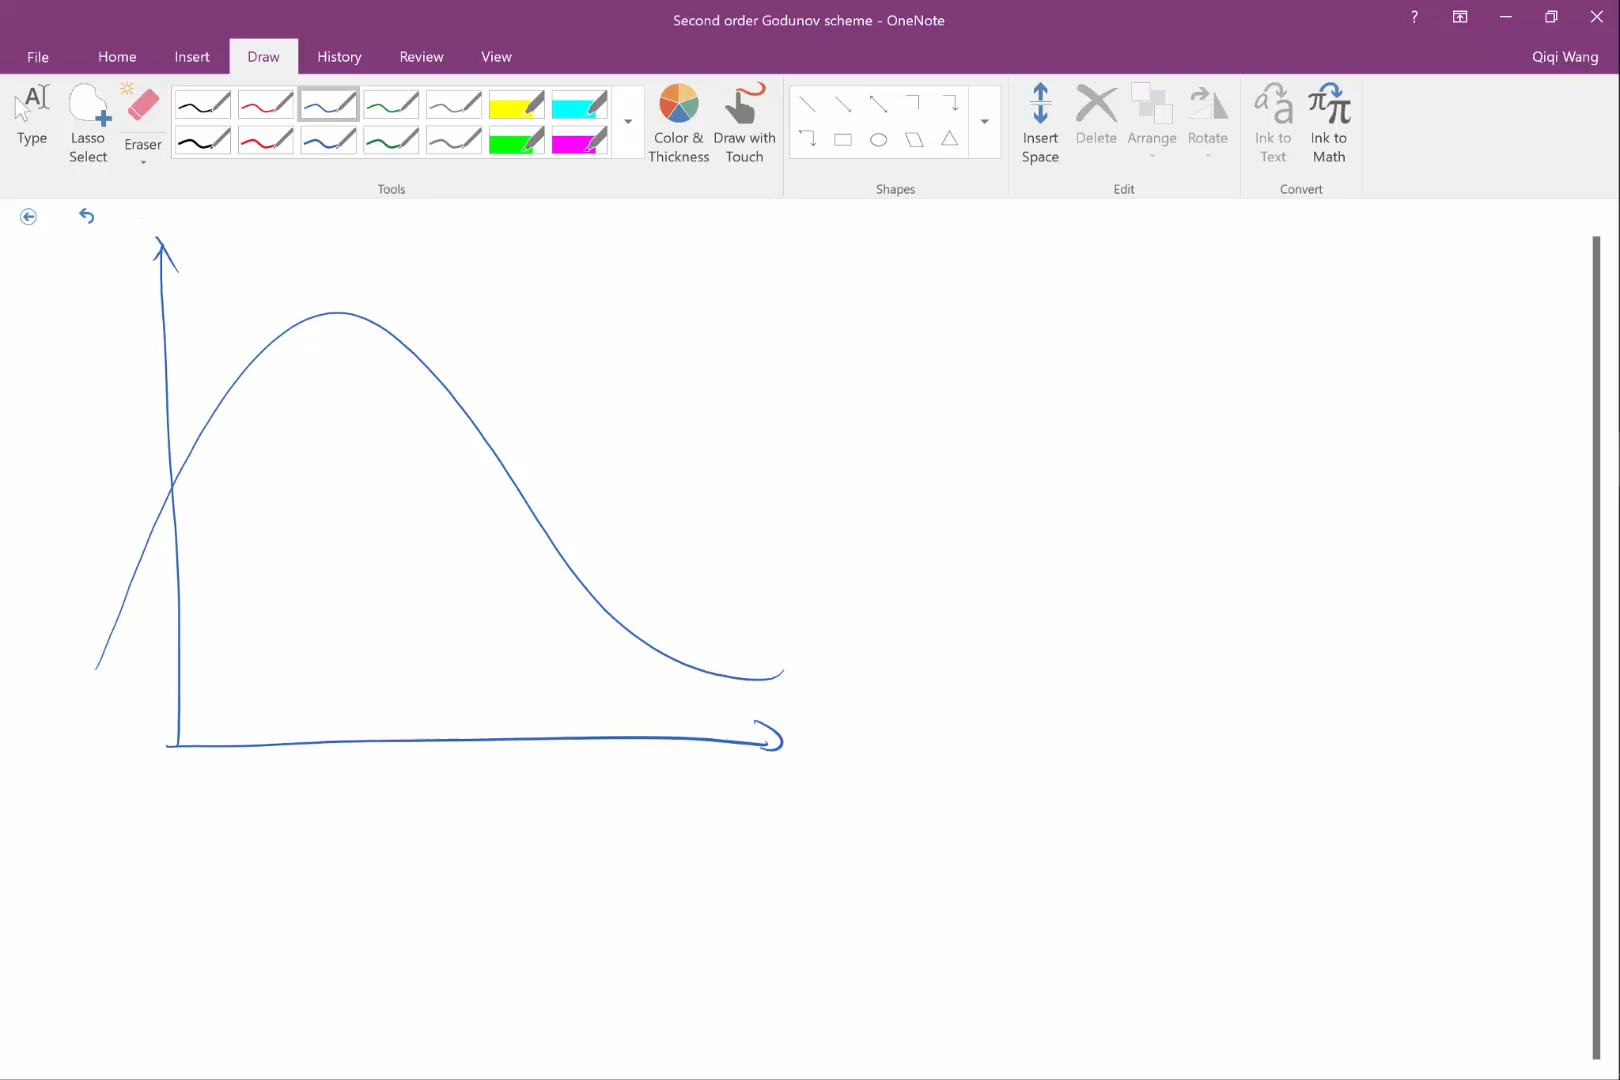 Second order Godunov scheme - OneNote
?
File Home Insert Draw History Review View Qiqi Wang
Type
Lasso Select
Eraser
Color & Thickness
Draw with Touch
Insert Space
Delete
Arrange
Rotate
Ink to Text
Ink to Math
Tools Shapes Edit Convert